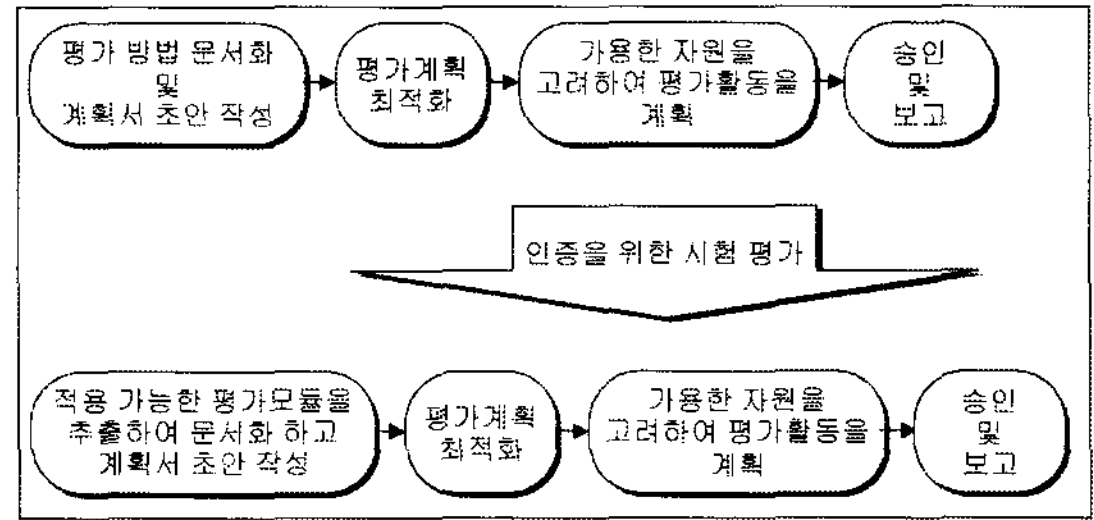 평가 방법 문서화
및
계획서 초안 작성
평가계획
최적화
가용한 자원을
고려하여 평가활동을
계획
승인
및
보고
인증을 위한 시험 평가
적용 가능한 평가모듈을
추출하여 문서화 하고
계획서 초안 작성
평가계획
최적화
가용한 자원을
고려하여 평가활동을
계획
승인
및
보고